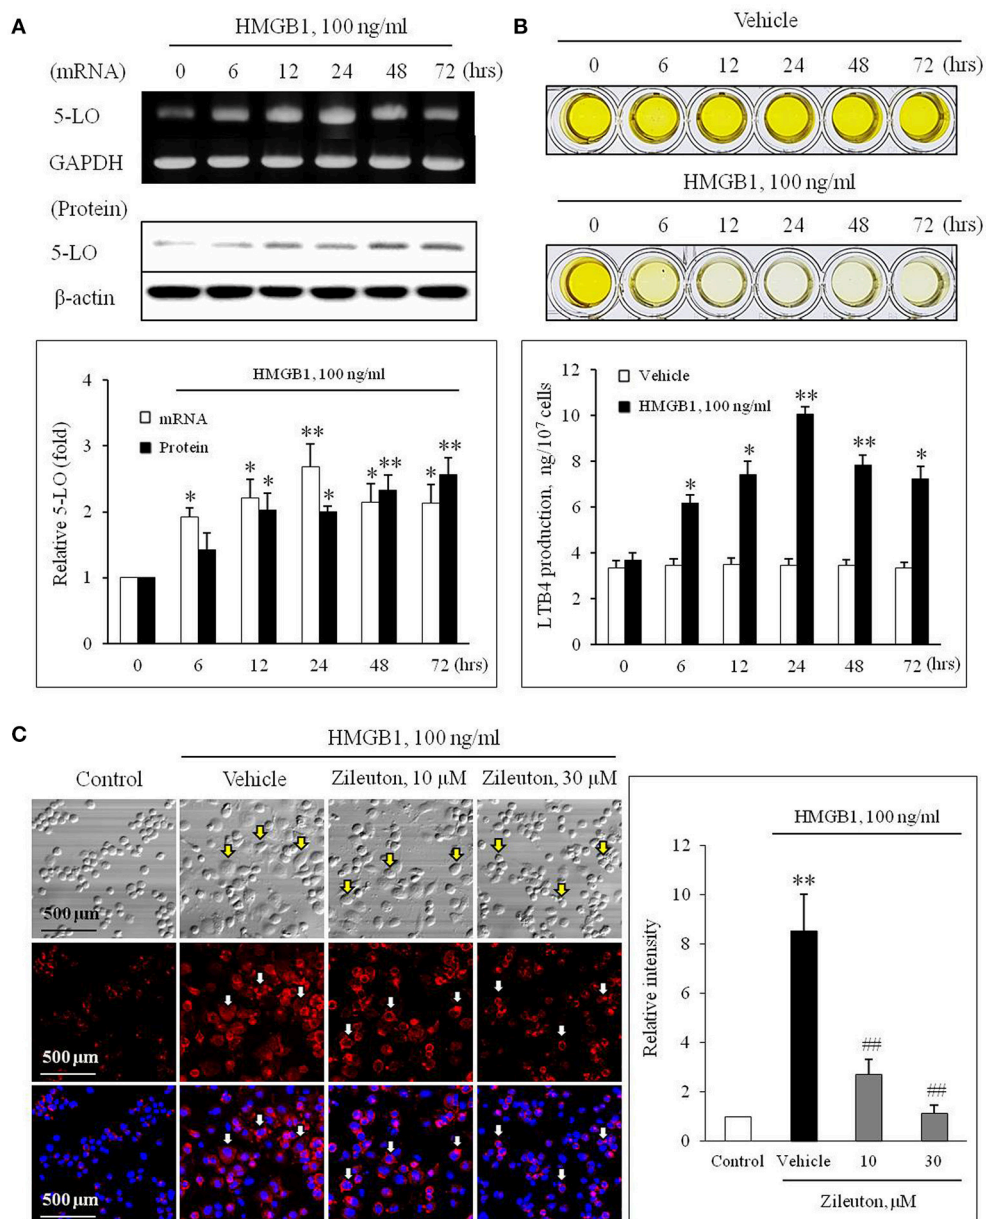 A
HMGB1, 100 ng/ml
(mRNA) 0 6 12 24 48 72 (hrs)
5-LO
GAPDH
(Protein)
5-LO
β-actin
4
3
2
1
0
Relative 5-LO (fold)
HMGB1, 100 ng/ml
mRNA
Protein
* * * ** * * ** * **
0 6 12 24 48 72 (hrs)
B
Vehicle
0 6 12 24 48 72 (hrs)
HMGB1, 100 ng/ml
0 6 12 24 48 72 (hrs)
12
10
8
6
4
2
0
LTB4 production, ng/10⁷ cells
Vehicle
HMGB1, 100 ng/ml
* * ** ** *
0 6 12 24 48 72 (hrs)
C
HMGB1, 100 ng/ml
Control Vehicle Zileuton, 10 µM Zileuton, 30 µM
500 µm
500 µm
500 µm
HMGB1, 100 ng/ml
12
10
8
6
4
2
0
Relative intensity
** ## ##
Control Vehicle 10 30
Zileuton, µM